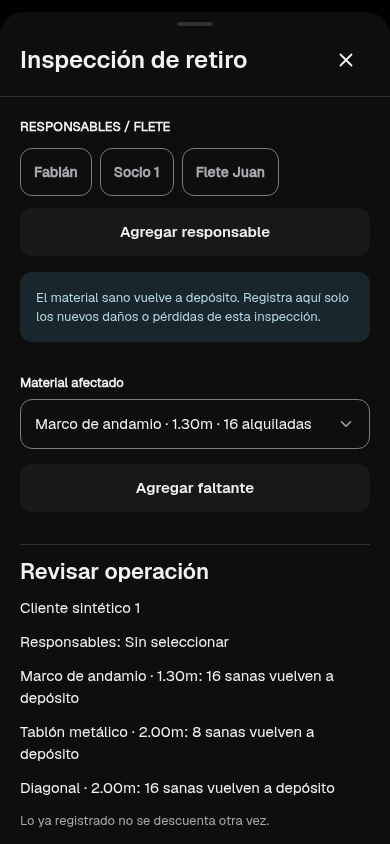 Inspección de retiro
RESPONSABLES / FLETE
Fabián
Socio 1
Flete Juan
Agregar responsable
El material sano vuelve a depósito. Registra aquí solo
los nuevos daños o pérdidas de esta inspección.
Material afectado
Marco de andamio · 1.30m · 16 alquiladas
Agregar faltante
Revisar operación
Cliente sintético 1
Responsables: Sin seleccionar
Marco de andamio · 1.30m: 16 sanas vuelven a
depósito
Tablón metálico · 2.00m: 8 sanas vuelven a
depósito
Diagonal · 2.00m: 16 sanas vuelven a depósito
Lo ya registrado no se descuenta otra vez.